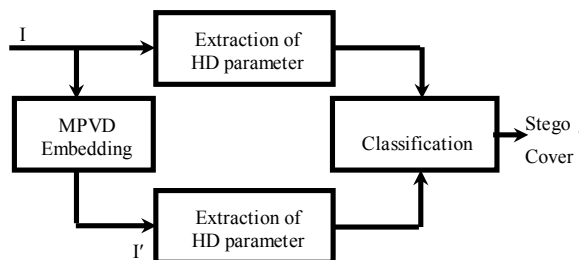 I
Extraction of
HD parameter
MPVD
Embedding
Classification
Stego
Cover
Extraction of
HD parameter
I′